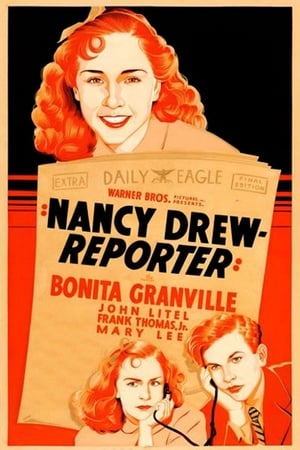 DAILY EAGLE
EXTRA
FINAL EDITION
WARNER BROS. PICTURES, INC.
PRESENTS.
:NANCY DREW-
REPORTER:
BONITA GRANVILLE
JOHN LITEL
FRANK THOMAS, Jr.
MARY LEE